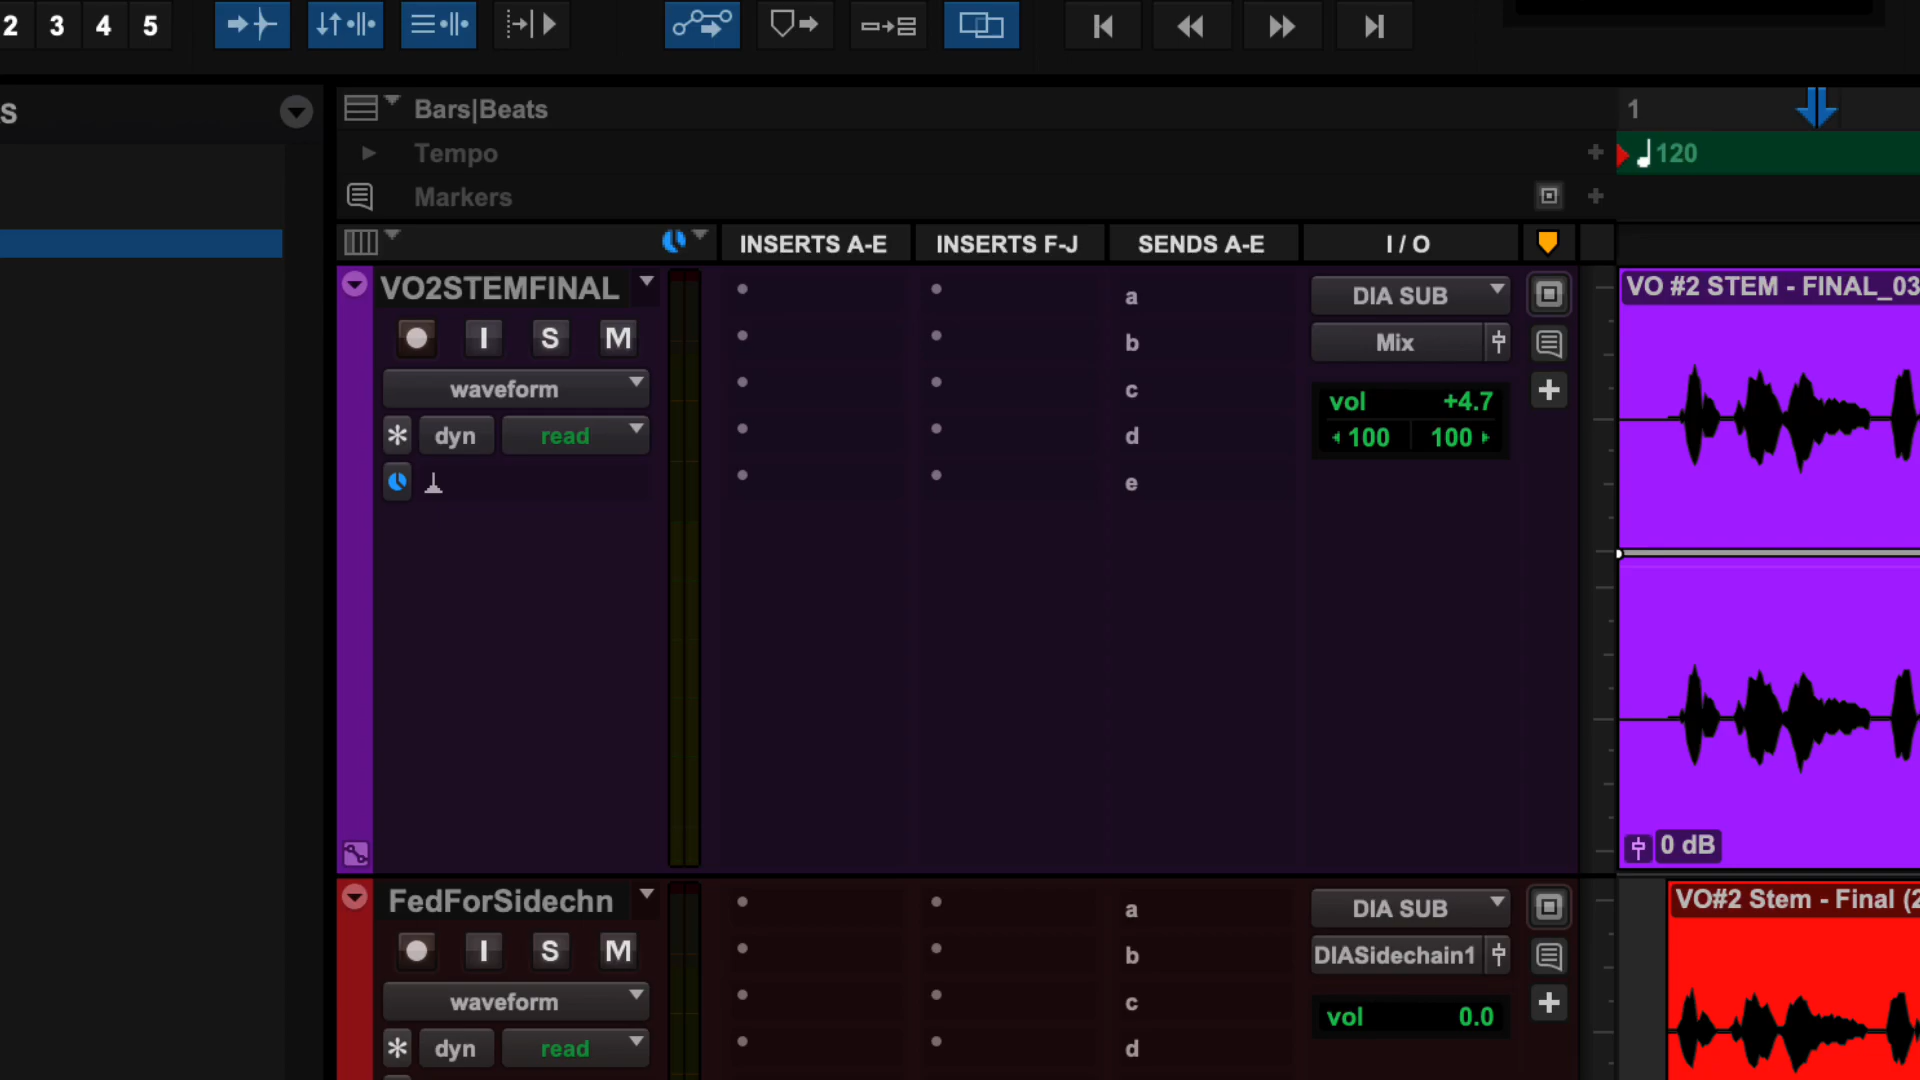 2 3 4 5
S
Bars|Beats
1
Tempo
120
Markers
INSERTS A-E INSERTS F-J SENDS A-E I / O
VO2STEMFINAL
a
DIA SUB
VO #2 STEM - FINAL_03
I S M
b
Mix
waveform
c
vol +4.7
dyn read
d
100 100
e
0 dB
FedForSidechn
a
DIA SUB
VO#2 Stem - Final (2
I S M
b
DIASidechain1
waveform
c
vol 0.0
dyn read
d